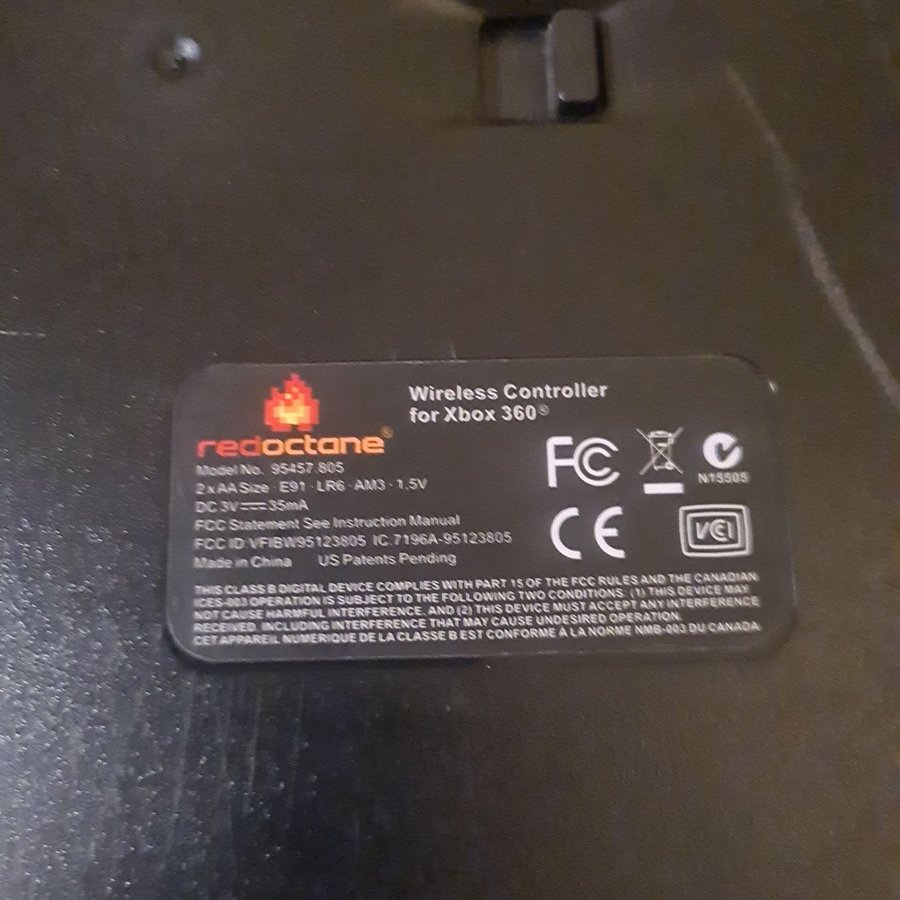 redoctane®
Wireless Controller
for Xbox 360®
Model No. 95457.805
2 x AA Size · E91 · LR6 · AM3 · 1,5V
DC 3V 35mA
FCC Statement See Instruction Manual
FCC ID: VFIBW95123805 IC.7196A-95123805
Made in China US Patents Pending
FC
N15505
CE
VCI
THIS CLASS B DIGITAL DEVICE COMPLIES WITH PART 15 OF THE FCC RULES AND THE CANADIAN
ICES-003 OPERATION IS SUBJECT TO THE FOLLOWING TWO CONDITIONS. (1) THIS DEVICE MAY
NOT CAUSE HARMFUL INTERFERENCE. AND (2) THIS DEVICE MUST ACCEPT ANY INTERFERENCE
RECEIVED. INCLUDING INTERFERENCE THAT MAY CAUSE UNDESIRED OPERATION.
CET APPAREIL NUMERIQUE DE LA CLASSE B EST CONFORME À LA NORME NMB-003 DU CANADA